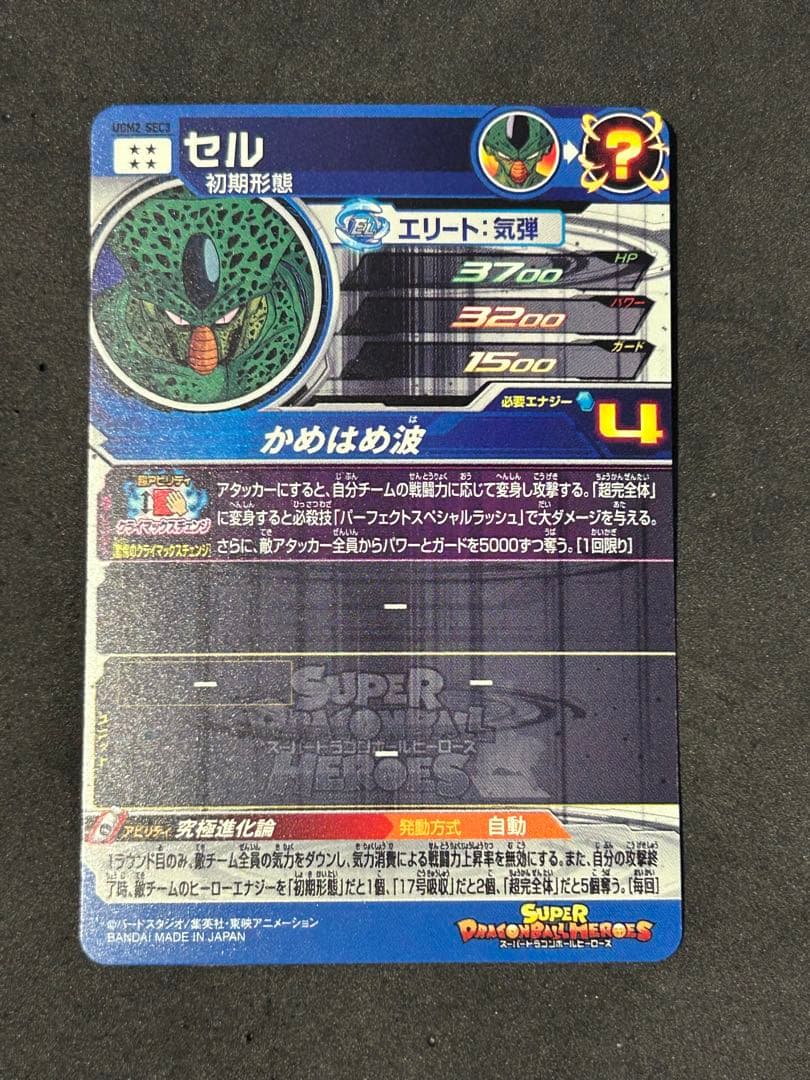 UGM2-SEC3
★★
★★
セル
初期形態
?
EL エリート：気弾
3700 HP
3200 パワー
1500 ガード
必要エナジー 4
かめはめ波
超アビリティ
クライマックスチェンジ
[驚愕のクライマックスチェンジ]
アタッカーにすると、自分チームの戦闘力に応じて変身し攻撃する。「超完全体」
に変身すると必殺技「パーフェクトスペシャルラッシュ」で大ダメージを与える。
さらに、敵アタッカー全員からパワーとガードを5000ずつ奪う。[1回限り]
ー
ー ー
ー
SUPER
DRAGONBALL
スーパードラゴンボールヒーローズ
HEROES
アビリティ 究極進化論 発動方式 自動
1ラウンド目のみ、敵チーム全員の気力をダウンし、気力消費による戦闘力上昇率を無効にする。また、自分の攻撃終
了時、敵チームのヒーローエナジーを「初期形態」だと1個、「17号吸収」だと2個、「超完全体」だと5個奪う。[毎回]
©バードスタジオ/集英社・東映アニメーション
BANDAI MADE IN JAPAN
SUPER
DRAGONBALL HEROES
スーパードラゴンボールヒーローズ